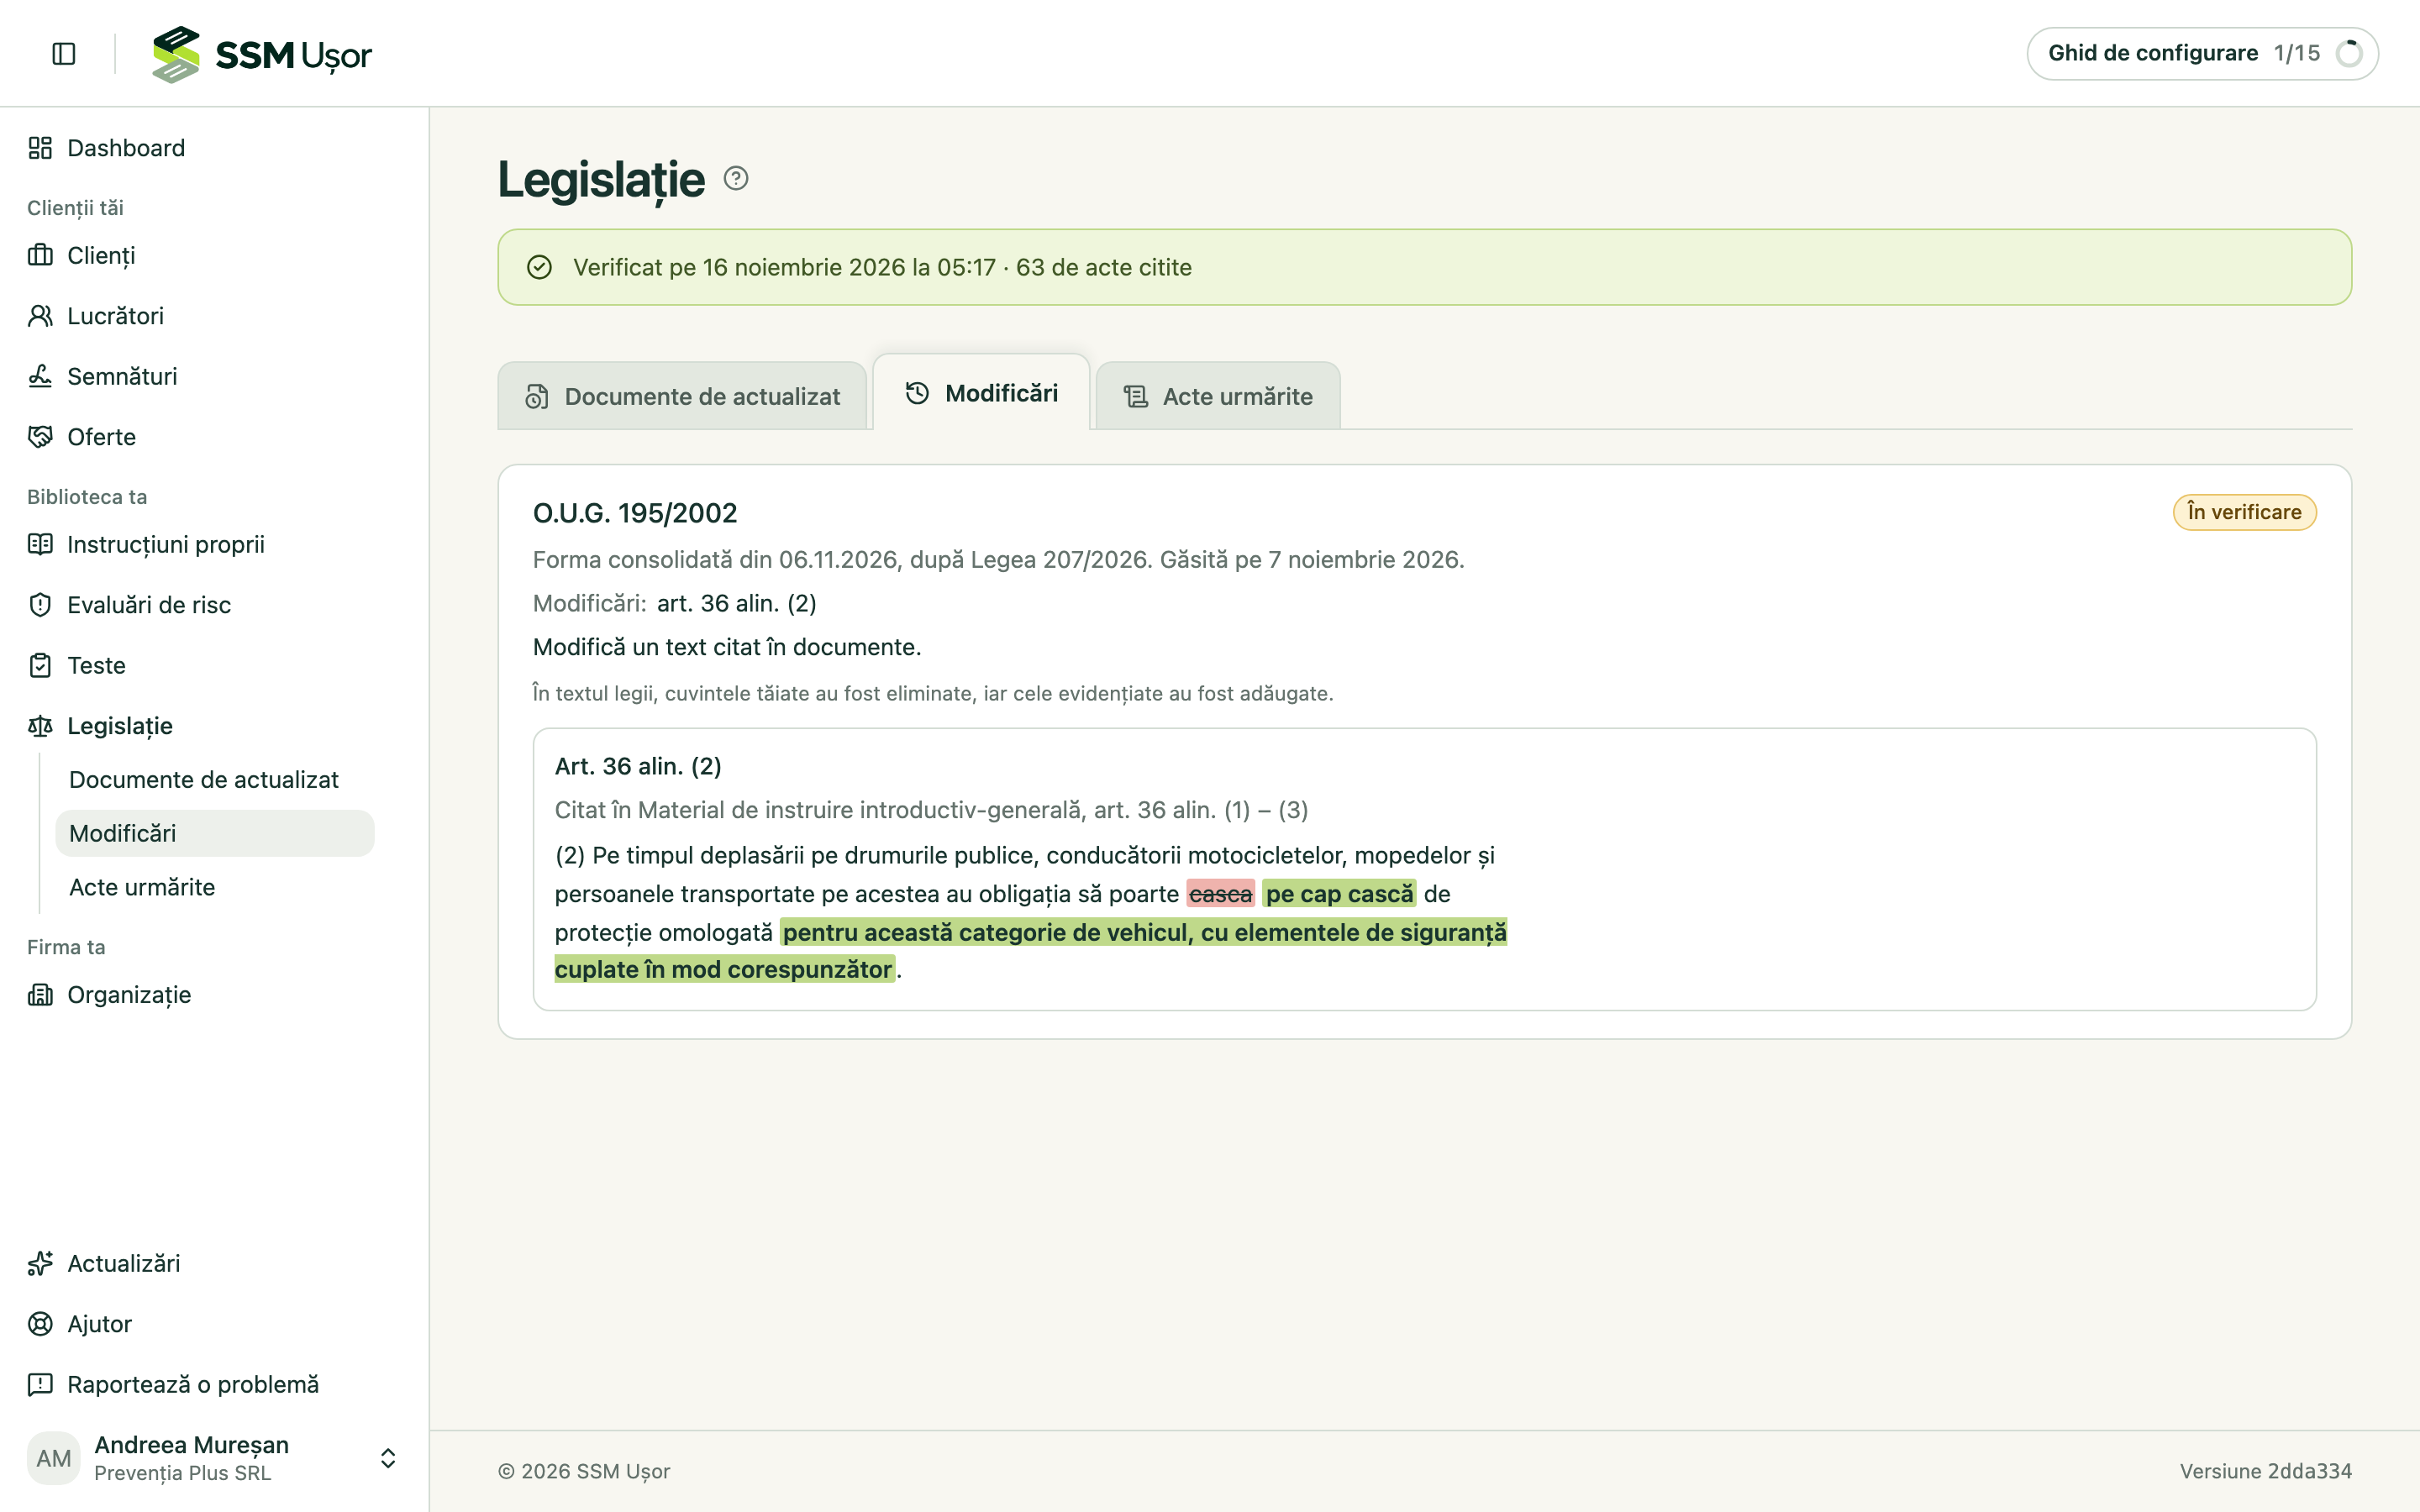 SSM Ușor
Ghid de configurare 1/15
Dashboard
Clienții tăi
Clienți
Lucrători
Semnături
Oferte
Biblioteca ta
Instrucțiuni proprii
Evaluări de risc
Teste
Legislație
Documente de actualizat
Modificări
Acte urmărite
Firma ta
Organizație
Actualizări
Ajutor
Raportează o problemă
AM
Andreea Mureșan
Prevenția Plus SRL
Legislație
Verificat pe 16 noiembrie 2026 la 05:17 · 63 de acte citite
Documente de actualizat
Modificări
Acte urmărite
O.U.G. 195/2002
În verificare
Forma consolidată din 06.11.2026, după Legea 207/2026. Găsită pe 7 noiembrie 2026.
Modificări: art. 36 alin. (2)
Modifică un text citat în documente.
În textul legii, cuvintele tăiate au fost eliminate, iar cele evidențiate au fost adăugate.
Art. 36 alin. (2)
Citat în Material de instruire introductiv-generală, art. 36 alin. (1) – (3)
(2) Pe timpul deplasării pe drumurile publice, conducătorii motocicletelor, mopedelor și
persoanele transportate pe acestea au obligația să poarte casca pe cap cască de
protecție omologată pentru această categorie de vehicul, cu elementele de siguranță
cuplate în mod corespunzător.
© 2026 SSM Ușor
Versiune 2dda334